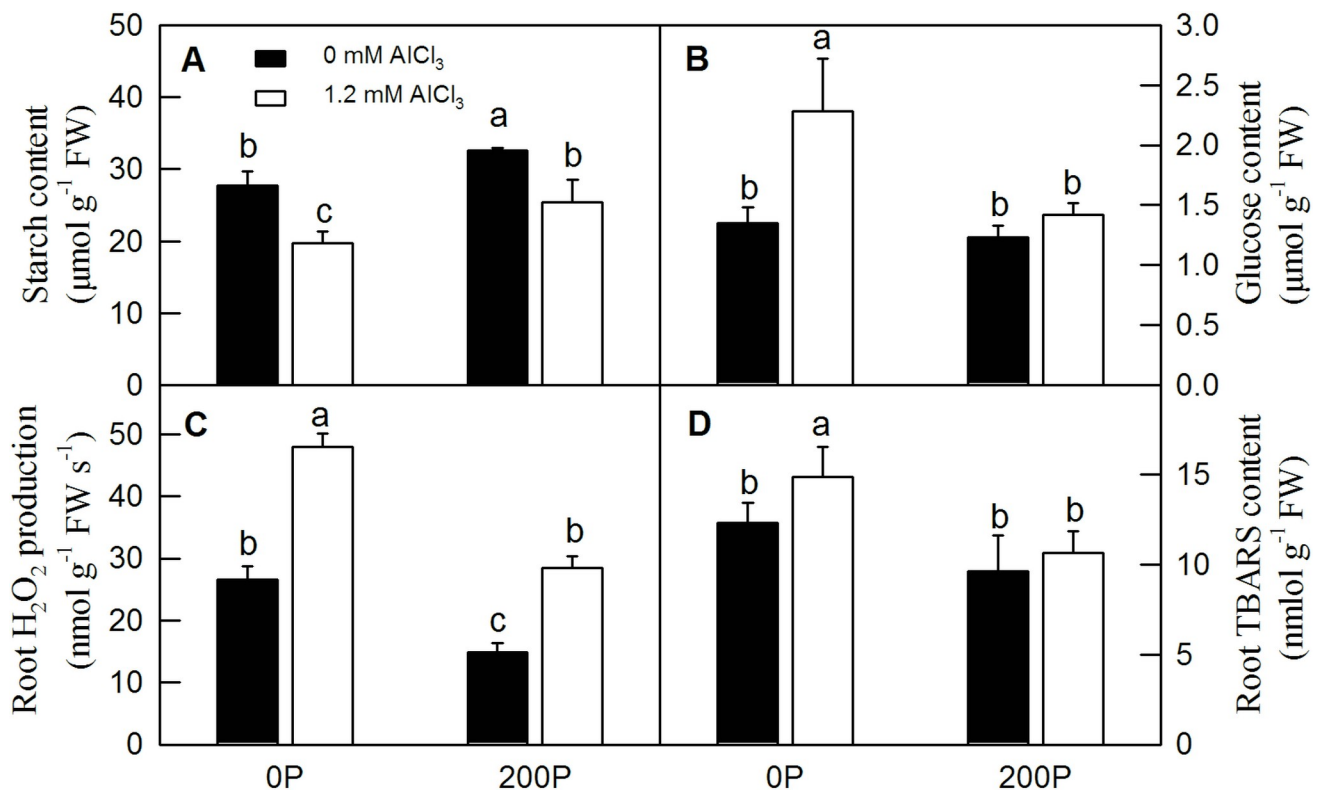 A
0 mM AlCl₃
1.2 mM AlCl₃
Starch content
(µmol g⁻¹ FW)
50
40
30
20
10
0
b
c
a
b
B
Glucose content
(µmol g⁻¹ FW)
3.0
2.5
2.0
1.5
1.0
0.5
0.0
b
a
b
b
C
Root H₂O₂ production
(nmol g⁻¹ FW s⁻¹)
50
40
30
20
10
0
b
a
c
b
0P
200P
D
Root TBARS content
(nmlol g⁻¹ FW)
15
10
5
0
b
a
b
b
0P
200P